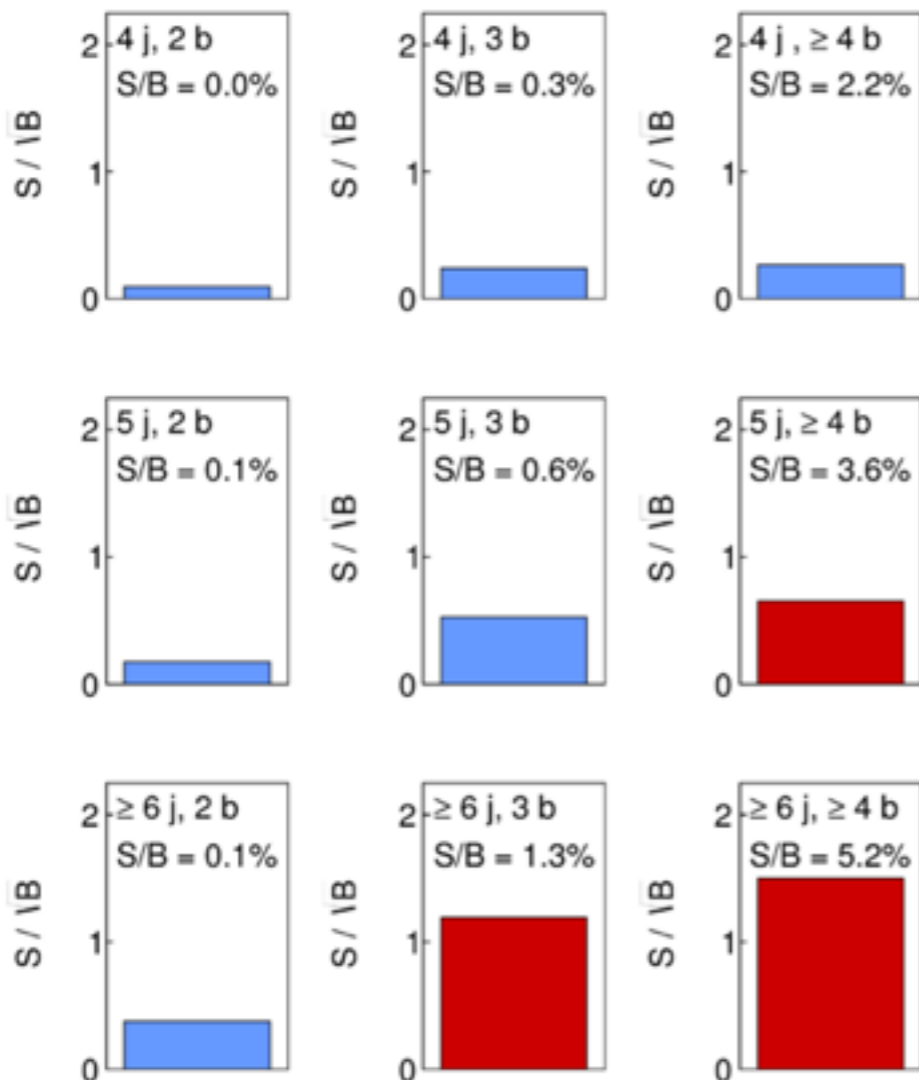 4 j, 2 b
S/B = 0.0%
S / √B
2
1
0
4 j, 3 b
S/B = 0.3%
S / √B
2
1
0
4 j , ≥ 4 b
S/B = 2.2%
S / √B
2
1
0
5 j, 2 b
S/B = 0.1%
S / √B
2
1
0
5 j, 3 b
S/B = 0.6%
S / √B
2
1
0
5 j, ≥ 4 b
S/B = 3.6%
S / √B
2
1
0
≥ 6 j, 2 b
S/B = 0.1%
S / √B
2
1
0
≥ 6 j, 3 b
S/B = 1.3%
S / √B
2
1
0
≥ 6 j, ≥ 4 b
S/B = 5.2%
S / √B
2
1
0